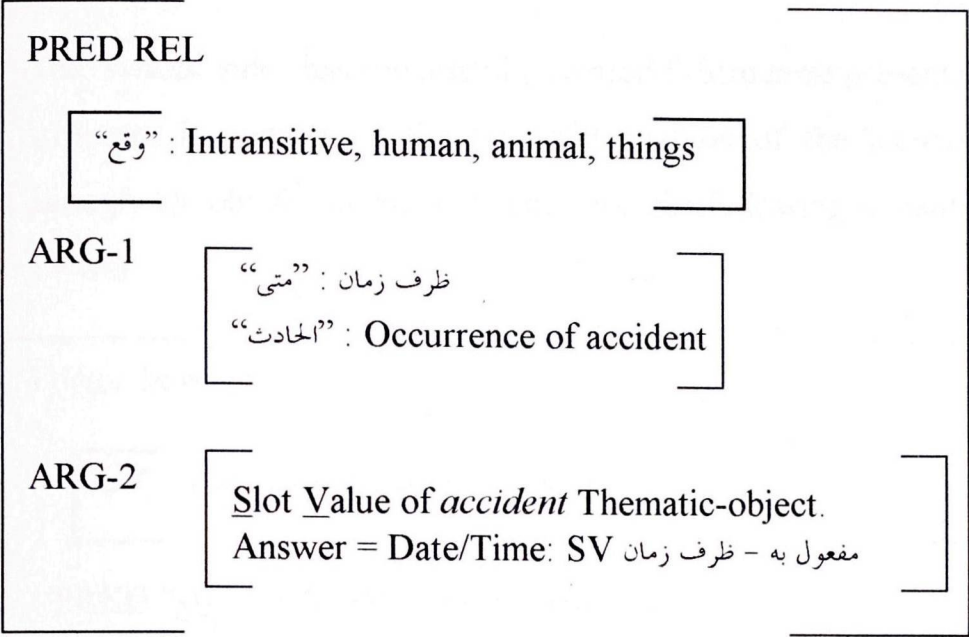 PRED REL
"وقع" : Intransitive, human, animal, things
ARG-1
ظرف زمان : "متى"
"الحادث" : Occurrence of accident
ARG-2
Slot Value of accident Thematic-object.
Answer = Date/Time: SV مفعول به – ظرف زمان